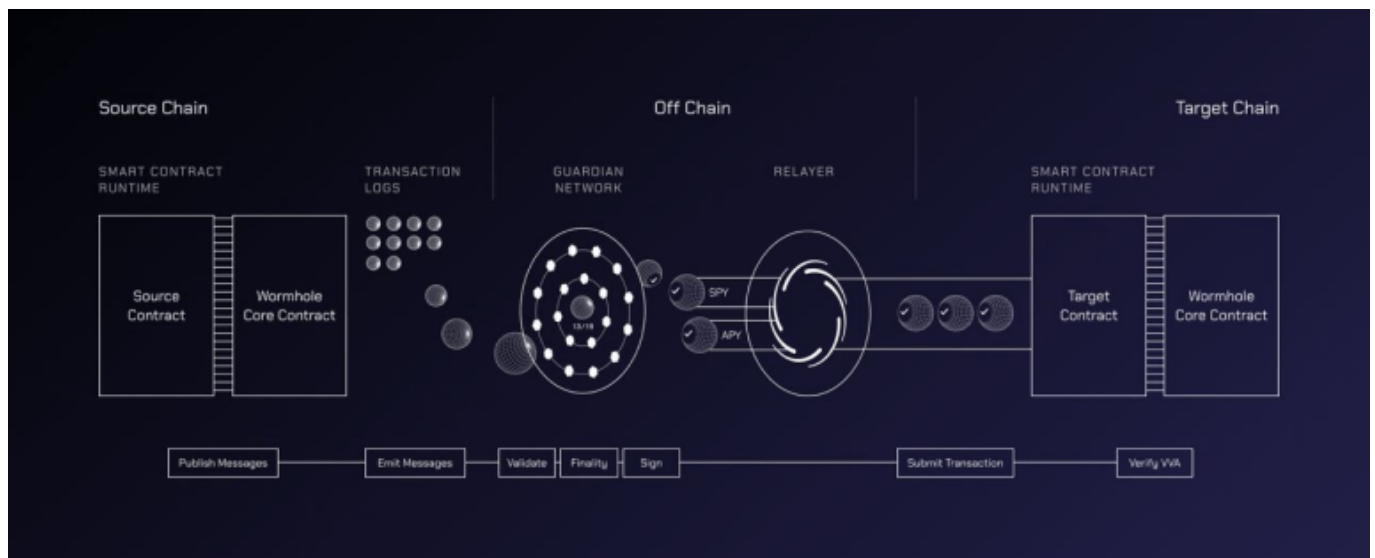 Source Chain
Off Chain
Target Chain
SMART CONTRACT
RUNTIME
TRANSACTION
LOGS
GUARDIAN
NETWORK
RELAYER
SMART CONTRACT
RUNTIME
Source
Contract
Wormhole
Core Contract
13/19
SPY
APY
Target
Contract
Wormhole
Core Contract
Publish Messages
Emit Messages
Validate
Finality
Sign
Submit Transaction
Verify VVA